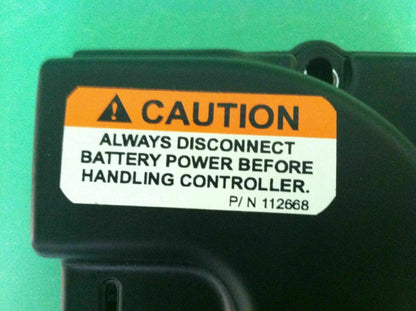 CAUTION
ALWAYS DISCONNECT
BATTERY POWER BEFORE
HANDLING CONTROLLER.
P/N 112668